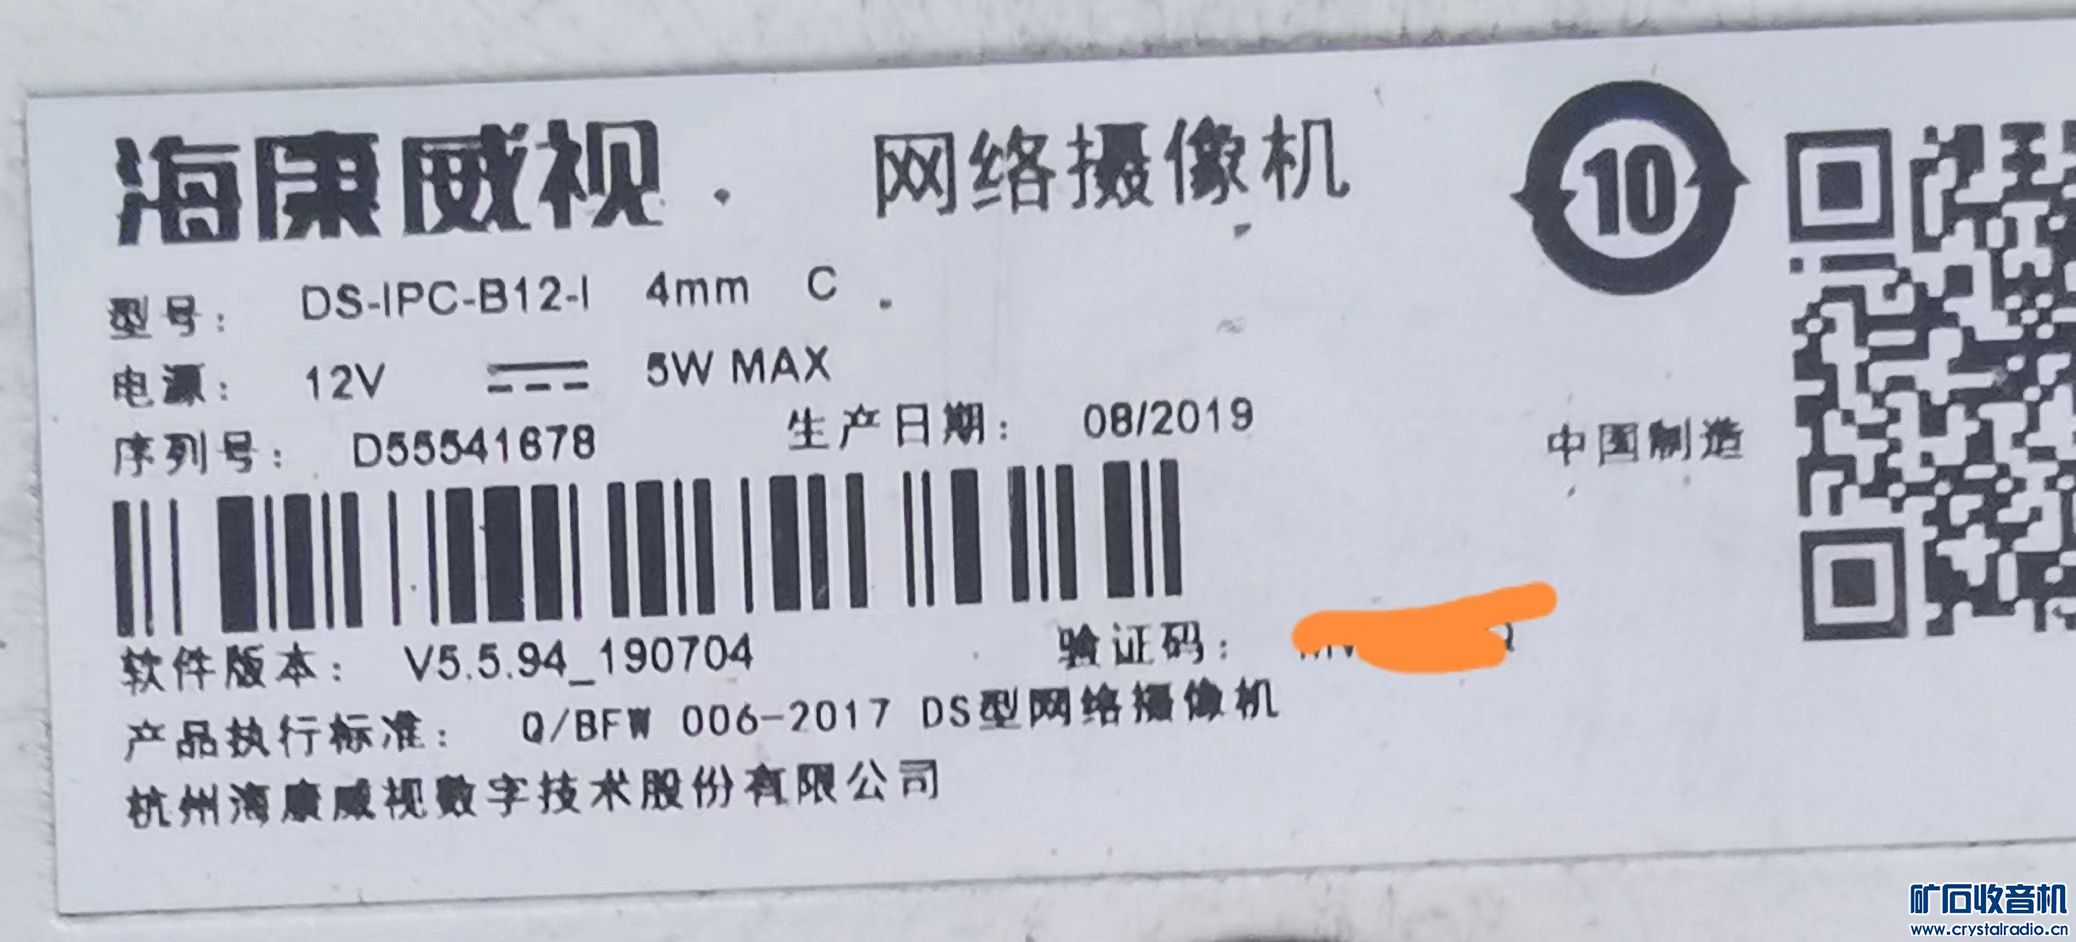 海康威视 网络摄像机
10
型号： DS-IPC-B12-I 4mm C
电源： 12V 5W MAX
序列号： D55541678 生产日期： 08/2019
中国制造
软件版本： V5.5.94_190704 验证码：
产品执行标准： Q/BFW 006-2017 DS型网络摄像机
杭州海康威视数字技术股份有限公司
矿石收音机
www.crystalradio.cn